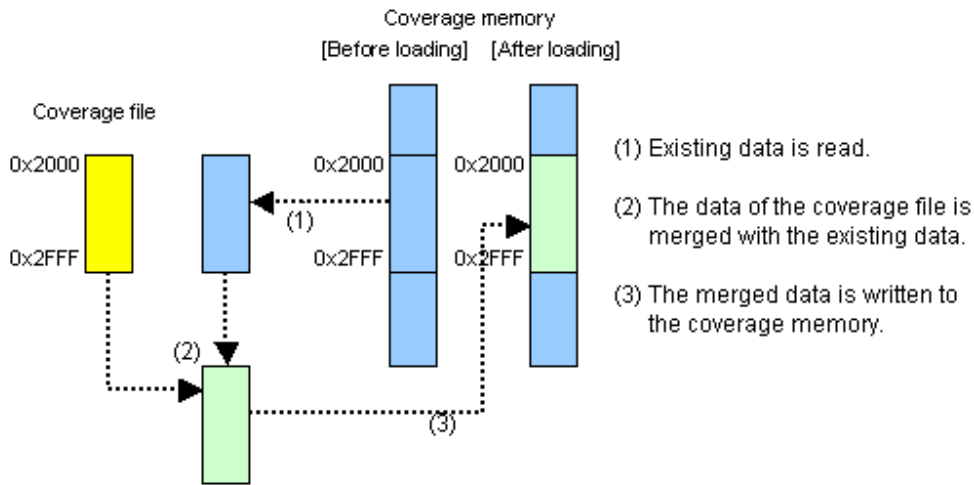 Coverage memory
[Before loading] [After loading]
Coverage file
0x2000
0x2000
0x2000
(1)
0x2FFF
0x2FFF
0x2FFF
(2)
(3)
(1) Existing data is read.
(2) The data of the coverage file is
merged with the existing data.
(3) The merged data is written to
the coverage memory.